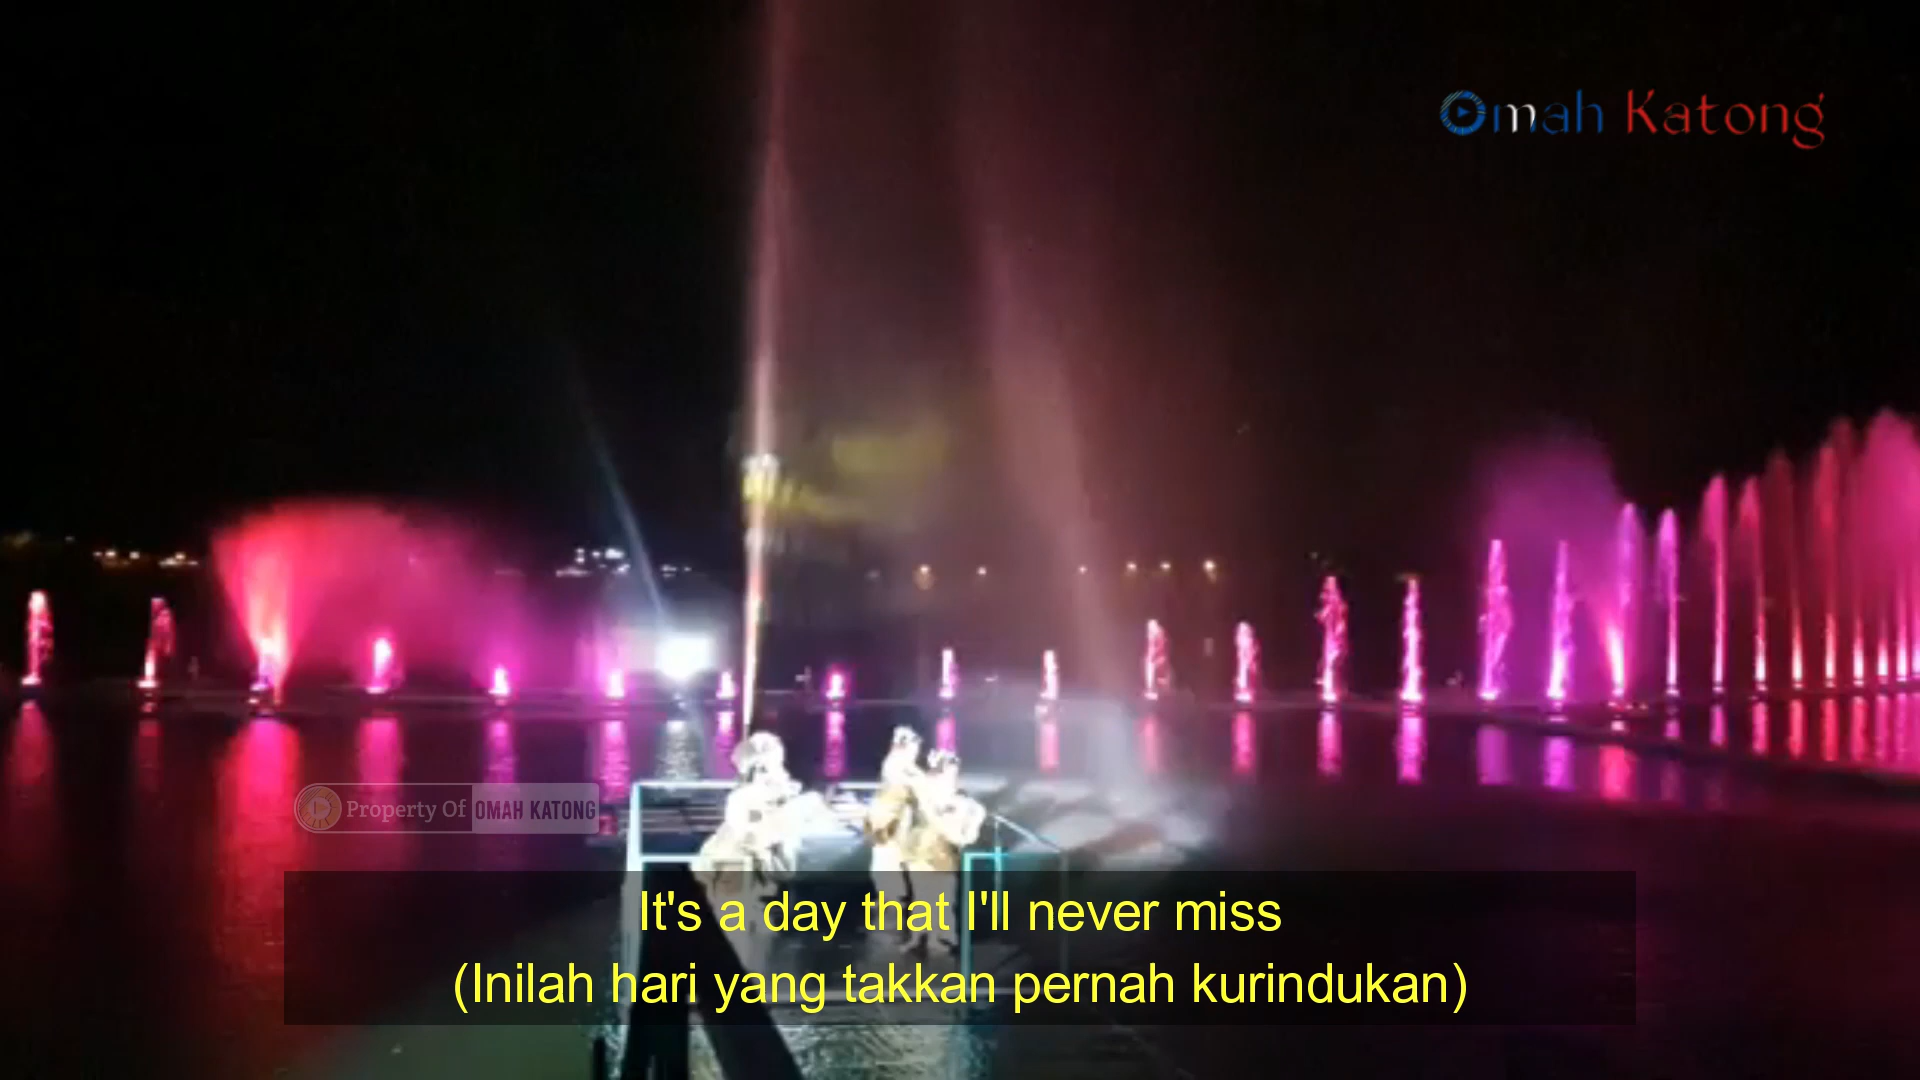 Omah Katong
Property Of OMAH KATONG
It's a day that I'll never miss
(Inilah hari yang takkan pernah kurindukan)